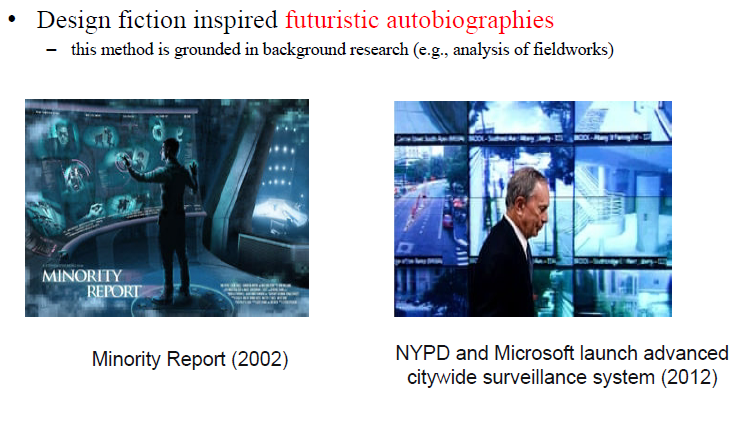 • Design fiction inspired futuristic autobiographies
– this method is grounded in background research (e.g., analysis of fieldworks)
MINORITY
REPORT
Minority Report (2002)
NYPD and Microsoft launch advanced
citywide surveillance system (2012)